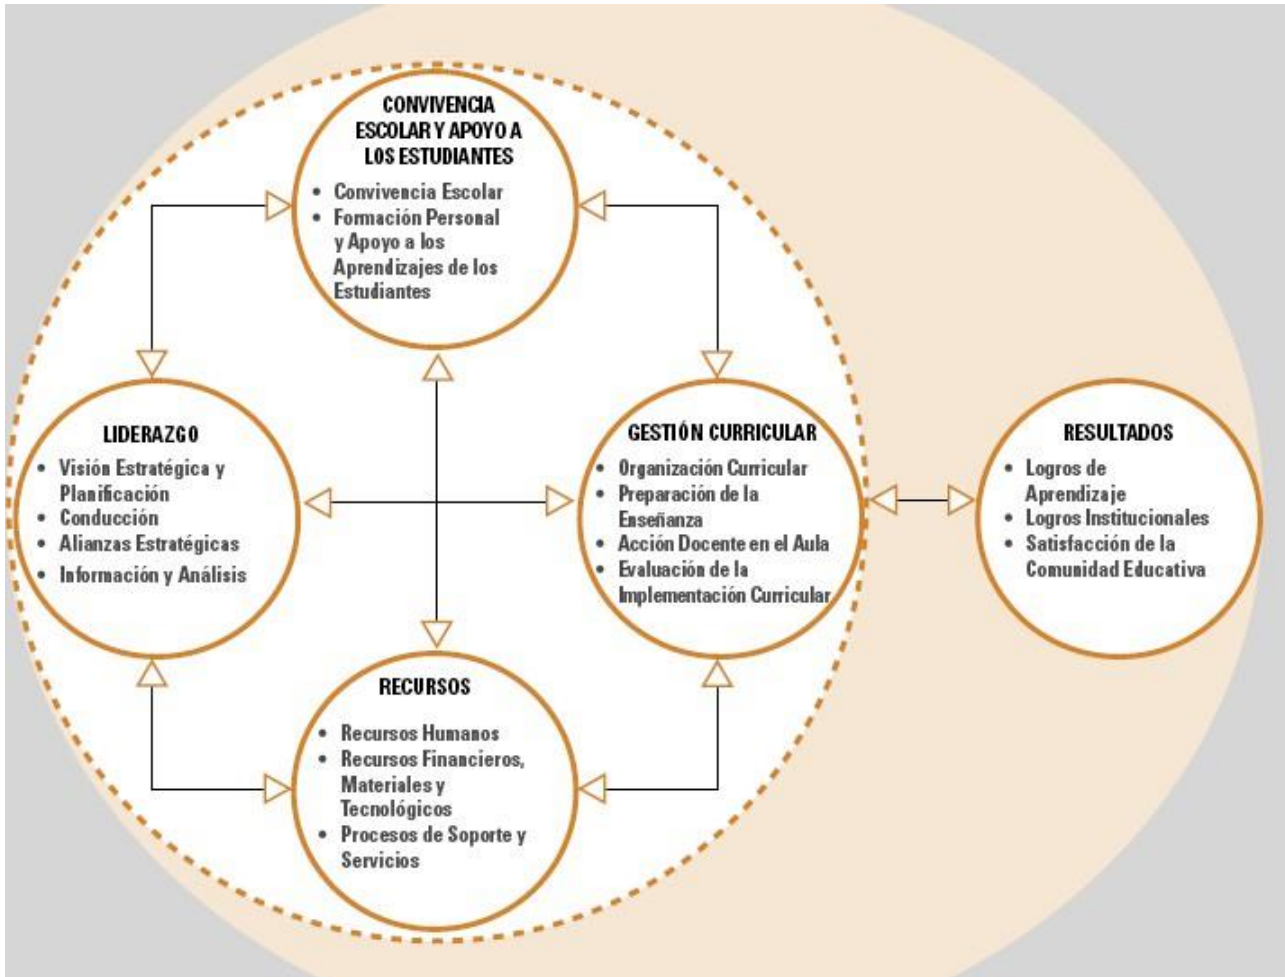 CONVIVENCIA
ESCOLAR Y APOYO A
LOS ESTUDIANTES
• Convivencia Escolar
• Formación Personal
y Apoyo a los
Aprendizajes de los
Estudiantes
LIDERAZGO
• Visión Estratégica y
Planificación
• Conducción
• Alianzas Estratégicas
• Información y Análisis
GESTIÓN CURRICULAR
• Organización Curricular
• Preparación de la
Enseñanza
• Acción Docente en el Aula
• Evaluación de la
Implementación Curricular
RESULTADOS
• Logros de
Aprendizaje
• Logros Institucionales
• Satisfacción de la
Comunidad Educativa
RECURSOS
• Recursos Humanos
• Recursos Financieros,
Materiales y
Tecnológicos
• Procesos de Soporte y
Servicios